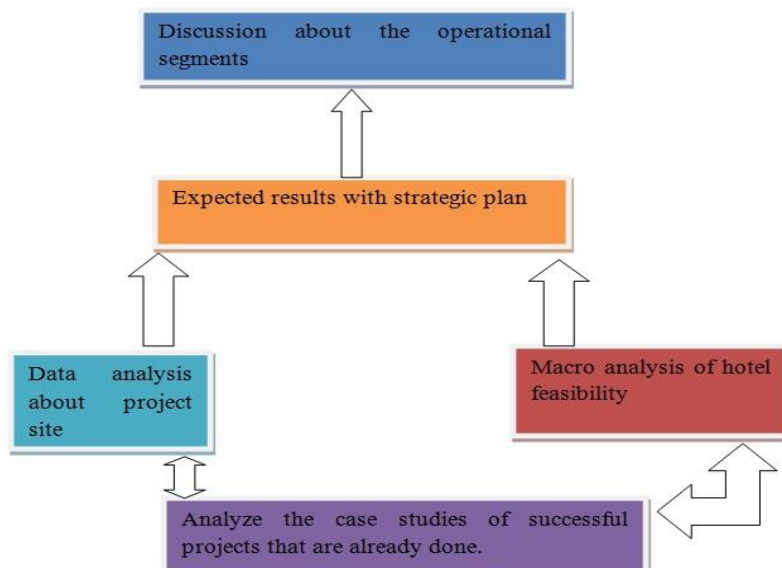 Discussion about the operational
segments
Expected results with strategic plan
Data analysis
about project
site
Macro analysis of hotel
feasibility
Analyze the case studies of successful
projects that are already done.